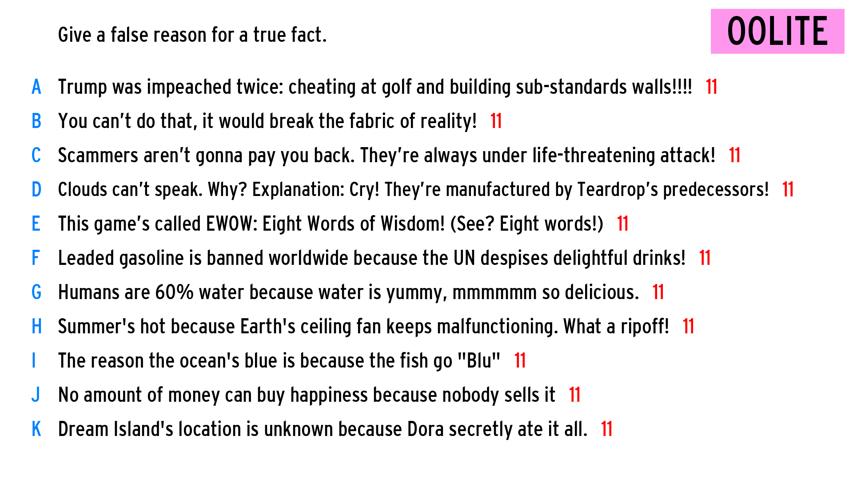 Give a false reason for a true fact.
OOLITE
A Trump was impeached twice: cheating at golf and building sub-standards walls!!!! 11
B You can't do that, it would break the fabric of reality! 11
C Scammers aren't gonna pay you back. They're always under life-threatening attack! 11
D Clouds can't speak. Why? Explanation: Cry! They're manufactured by Teardrop's predecessors! 11
E This game's called EWOW: Eight Words of Wisdom! (See? Eight words!) 11
F Leaded gasoline is banned worldwide because the UN despises delightful drinks! 11
G Humans are 60% water because water is yummy, mmmmmm so delicious. 11
H Summer's hot because Earth's ceiling fan keeps malfunctioning. What a ripoff! 11
I The reason the ocean's blue is because the fish go "Blu" 11
J No amount of money can buy happiness because nobody sells it 11
K Dream Island's location is unknown because Dora secretly ate it all. 11